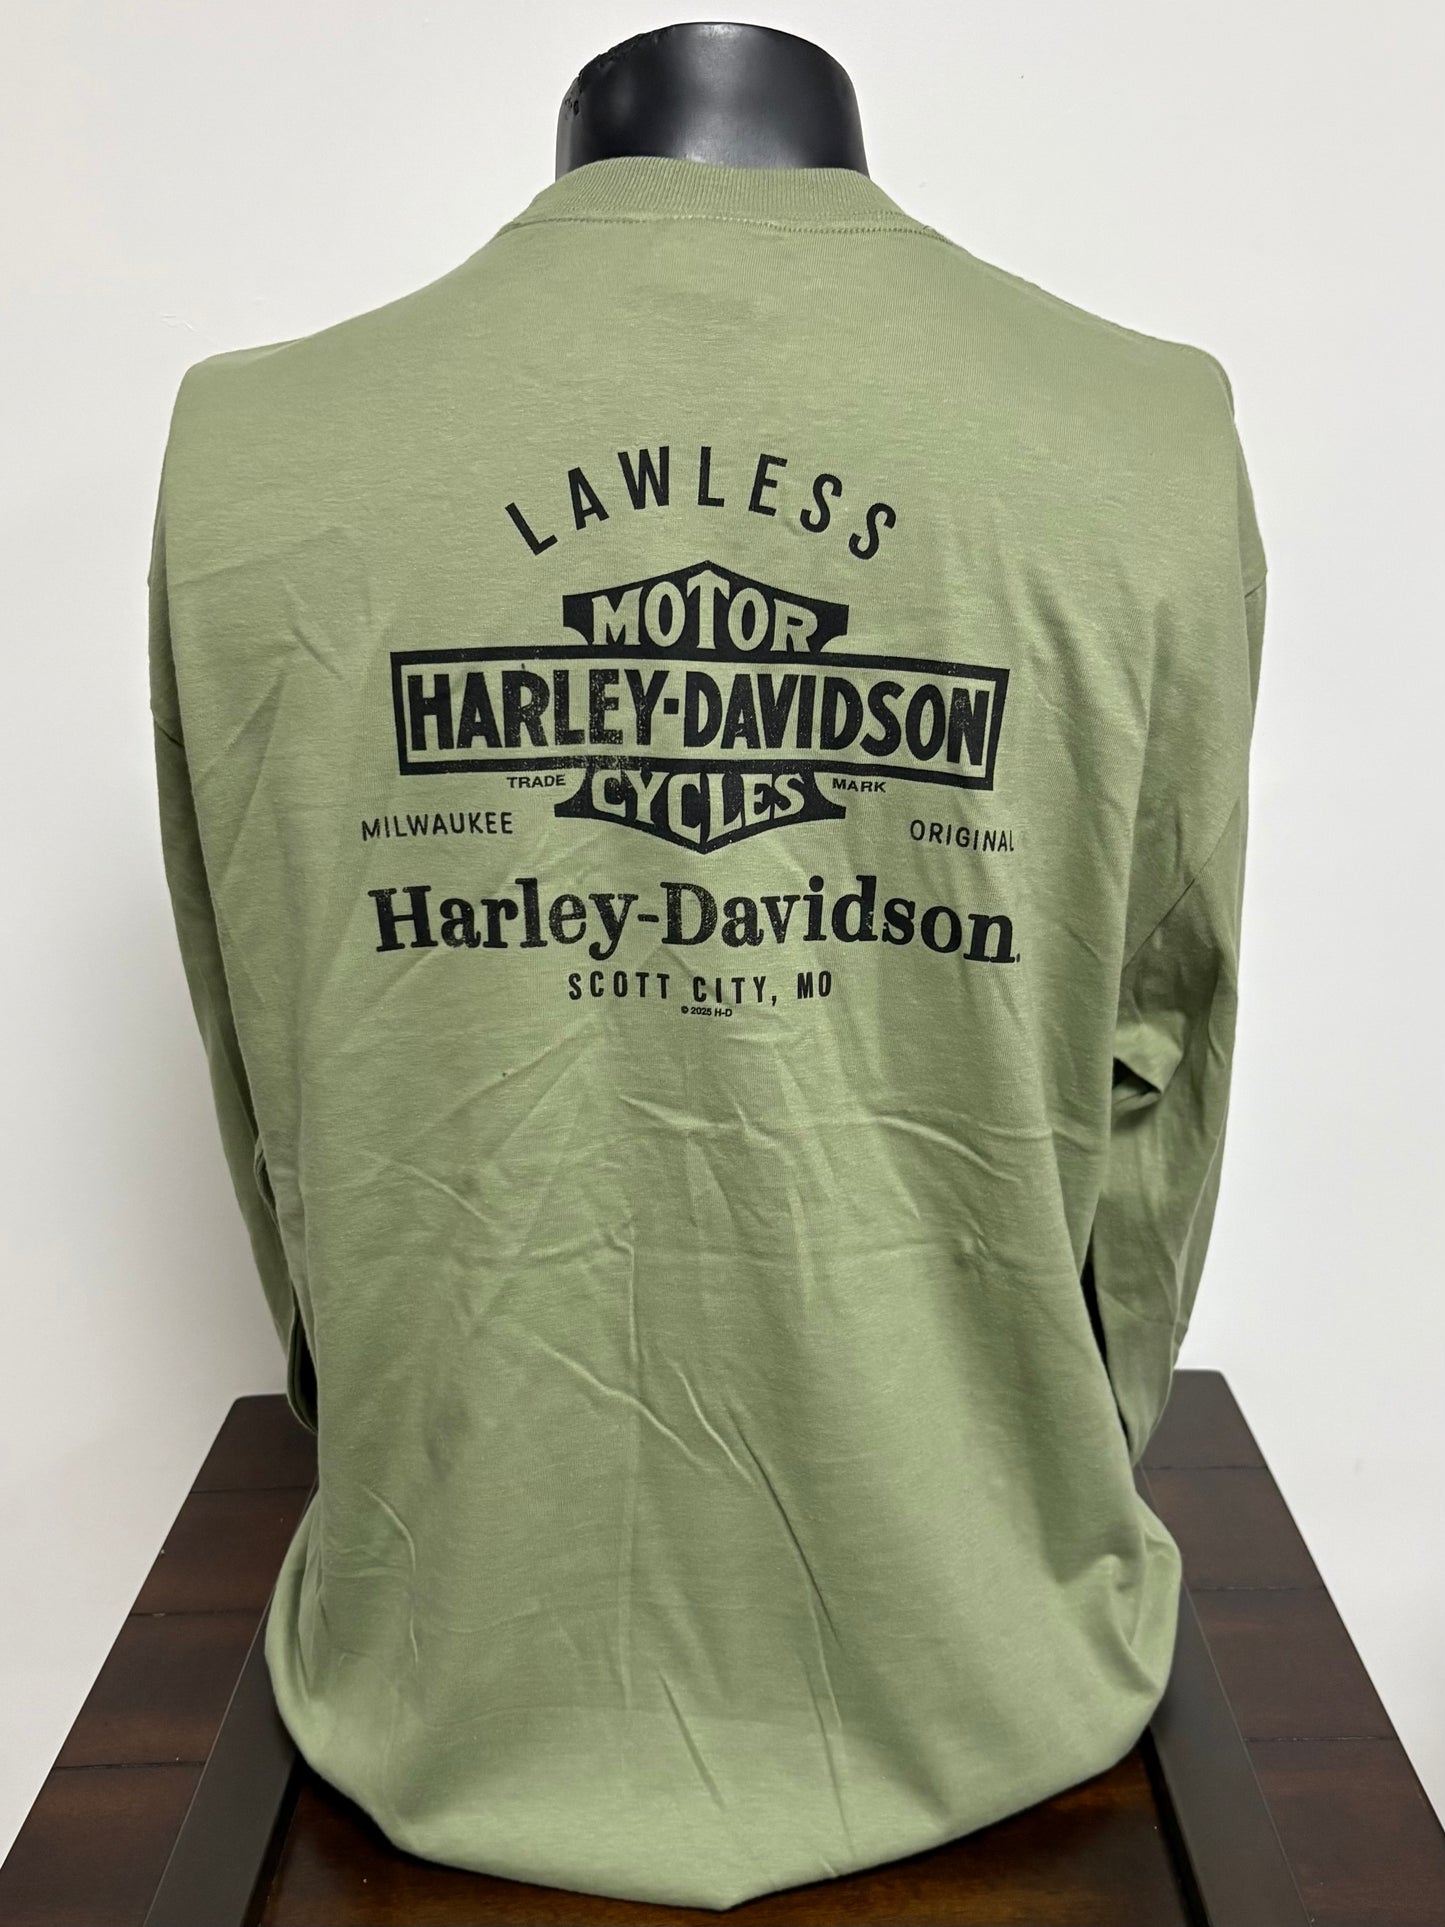 LAWLESS
MOTOR
HARLEY-DAVIDSON
TRADE CYCLES MARK
MILWAUKEE ORIGINAL
Harley-Davidson
SCOTT CITY, MO
© 2025 H-D